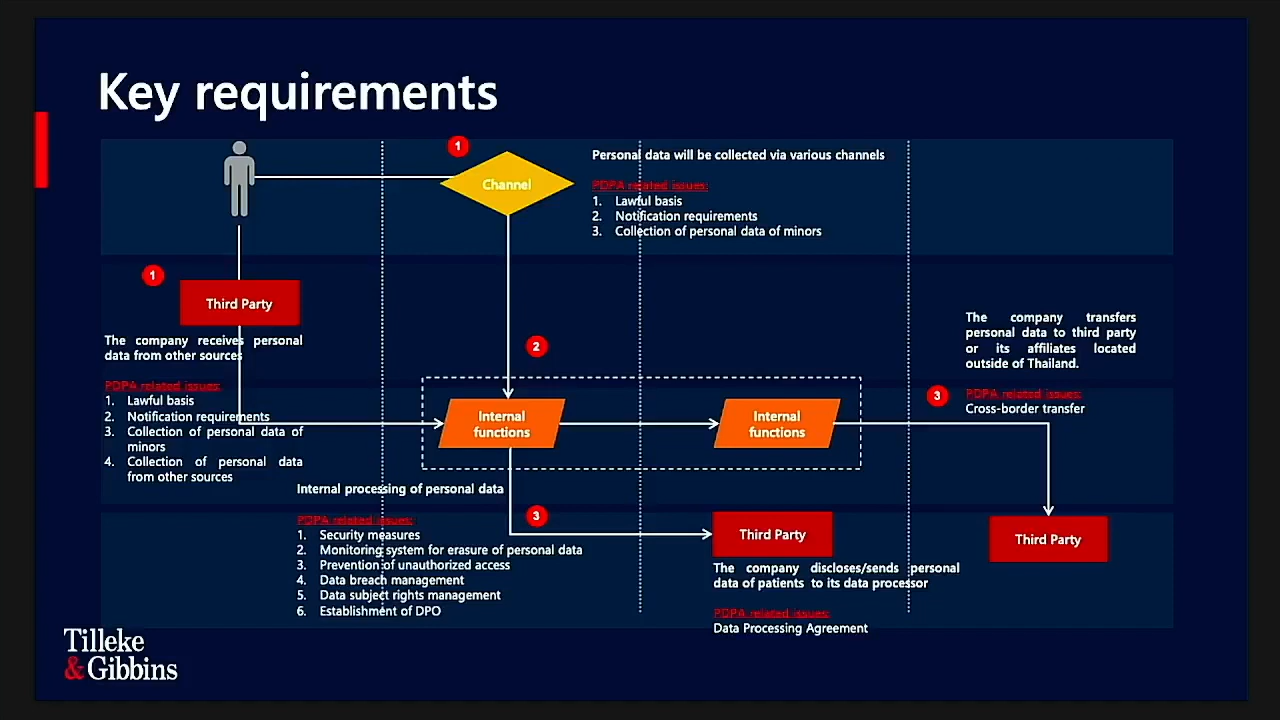 Key requirements
1
Channel
Personal data will be collected via various channels
PDPA related issues:
1. Lawful basis
2. Notification requirements
3. Collection of personal data of minors
1
Third Party
The company receives personal
data from other sources
PDPA related issues:
1. Lawful basis
2. Notification requirements
3. Collection of personal data of
minors
4. Collection of personal data
from other sources
2
Internal
functions
Internal
functions
Internal processing of personal data
PDPA related issues:
1. Security measures
2. Monitoring system for erasure of personal data
3. Prevention of unauthorized access
4. Data breach management
5. Data subject rights management
6. Establishment of DPO
3
Third Party
The company discloses/sends personal
data of patients to its data processor
PDPA related issues:
Data Processing Agreement
The company transfers
personal data to third party
or its affiliates located
outside of Thailand.
3
PDPA related issues:
Cross-border transfer
Third Party
Tilleke
& Gibbins